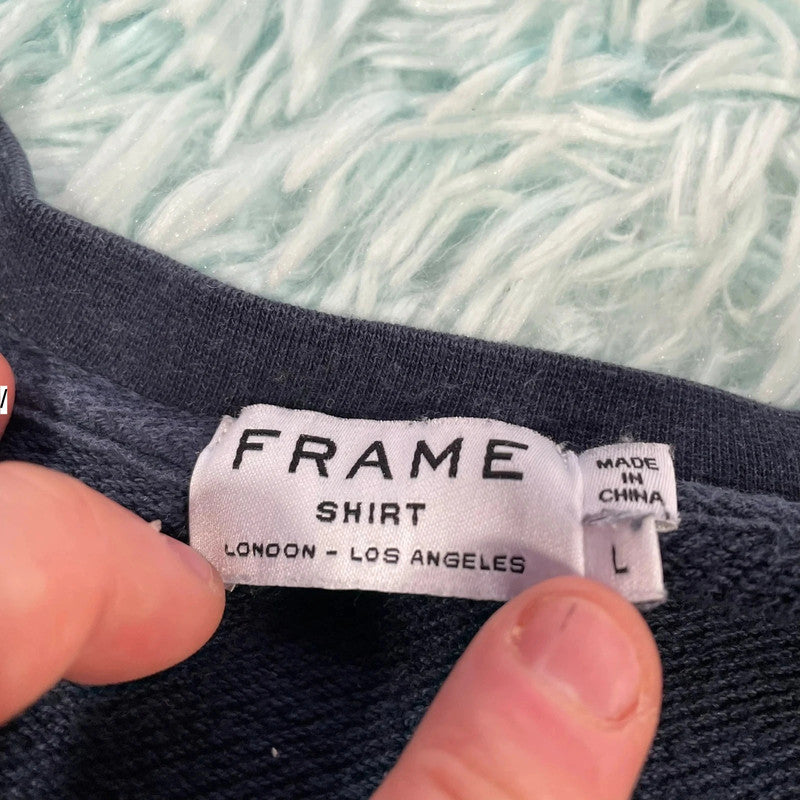 FRAME
SHIRT
LONDON - LOS ANGELES
MADE
IN
CHINA
L